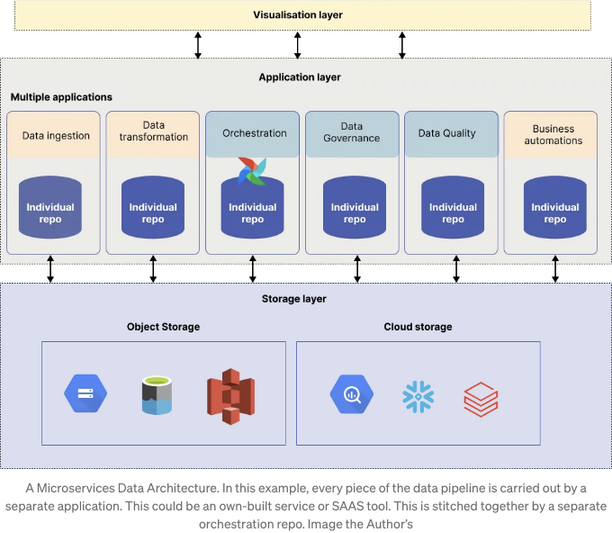 Visualisation layer
Application layer
Multiple applications
Data ingestion
Data
transformation
Orchestration
Data
Governance
Data Quality
Business
automations
Individual
repo
Individual
repo
Individual
repo
Individual
repo
Individual
repo
Individual
repo
Storage layer
Object Storage
Cloud storage
A Microservices Data Architecture. In this example, every piece of the data pipeline is carried out by a
separate application. This could be an own-built service or SAAS tool. This is stitched together by a separate
orchestration repo. Image the Author's